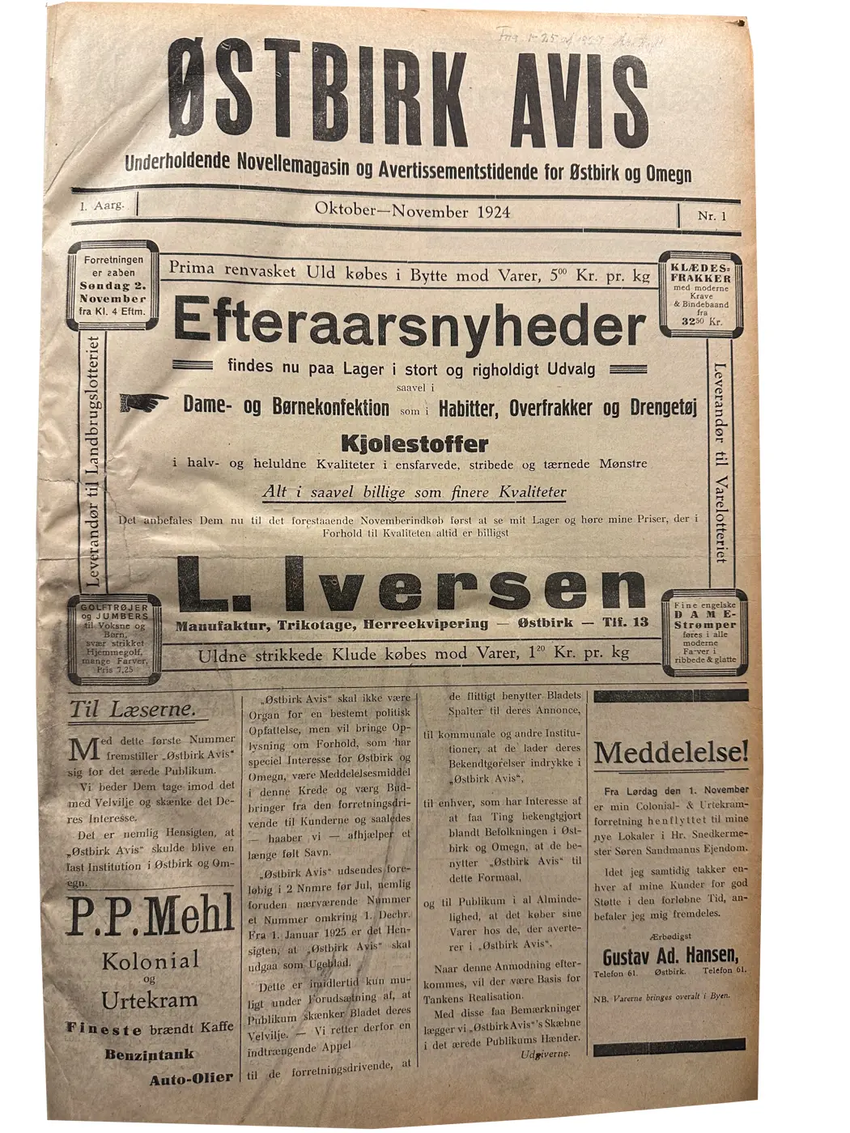 ØSTBIRK AVIS
Underholdende Novellemagasin og Avertissementstidende for Østbirk og Omegn
1. Aarg.
Oktober—November 1924
Nr. 1
Forretningen
er aaben
Søndag 2.
November
fra Kl. 4 Eftm.
Prima renvasket Uld købes i Bytte mod Varer, 5⁰⁰ Kr. pr. kg
KLÆDES-
FRAKKER
med moderne
Krave
& Bindebaand
fra
32⁵⁰ Kr.
Efteraarsnyheder
findes nu paa Lager i stort og righoldigt Udvalg
saavel i
Dame- og Børnekonfektion som i Habitter, Overfrakker og Drengetøj
Kjolestoffer
i halv- og heluldne Kvaliteter i ensfarvede, stribede og tærnede Mønstre
Alt i saavel billige som finere Kvaliteter
Det anbefales Dem nu til det forestaaende Novemberindkøb først at se mit Lager og høre mine Priser, der i
Forhold til Kvaliteten altid er billigst
Leverandør til Landbrugslotteriet
Leverandør til Varelotteriet
L. Iversen
Manufaktur, Trikotage, Herreekvipering — Østbirk — Tlf. 13
GOLFTRØJER
og JUMBERS
til Voksne og
Børn,
svær strikket
Hjemmegolf,
mange Farver,
Pris 7,25
Uldne strikkede Klude købes mod Varer, 1²⁰ Kr. pr. kg
Fine engelske
DAME-
Strømper
føres i alle
moderne
Farver i
ribbede & glatte
Til Læserne.
Med dette første Nummer
fremstiller „Østbirk Avis“
sig for det ærede Publikum.
Vi beder Dem tage imod det
med Velvilje og skænke det De-
res Interesse.
Det er nemlig Hensigten, at
„Østbirk Avis“ skulde blive en
fast Institution i Østbirk og Om-
egn.
P.P. Mehl
Kolonial
og
Urtekram
Fineste brændt Kaffe
Benzintank
Auto-Olier
„Østbirk Avis“ skal ikke være
Organ for en bestemt politisk
Opfattelse, men vil bringe Op-
lysning om Forhold, som har
speciel Interesse for Østbirk og
Omegn, være Meddelelsesmiddel
i denne Kreds og værg Bud-
bringer fra den forretningsdri-
vende til Kunderne og saaledes
— haaber vi — afhjælper et
længe følt Savn.
„Østbirk Avis“ udsendes fore-
løbig i 2 Nnmre før Jul, nemlig
foruden nærværende Nummer
et Nummer omkring 1. Decbr.
Fra 1. Januar 1925 er det Hen-
sigten, at „Østbirk Avis“ skal
udgaa som Ugeblad.
Dette er imidlertid kun mu-
ligt under Forudsætning af, at
Publikum skænker Bladet deres
Velvilje. — Vi retter derfor en
indtrængende Appel
til de forretningsdrivende, at
de flittigt benytter Bladets
Spalter til deres Annonce,
til kommunale og andre Institu-
tioner, at de lader deres
Bekendtgørelser indrykke i
„Østbirk Avis“,
til enhver, som har Interesse af
at faa Ting bekengtgjort
blandt Befolkningen i Øst-
birk og Omegn, at de be-
nytter „Østbirk Avis“ til
dette Formaal,
og til Publikum i al Alminde-
lighed, at det køber sine
Varer hos de, der averte-
rer i „Østbirk Avis“.
Naar denne Anmodning efter-
kommes, vil der være Basis for
Tankens Realisation.
Med disse faa Bemærkninger
lægger vi „Østbirk Avis“'s Skæbne
i det ærede Publikums Hænder.
Udgiverne.
Meddelelse!
Fra Lørdag den 1. November
er min Colonial- & Urtekram-
forretning henflyttet til mine
nye Lokaler i Hr. Snedkerme-
ster Søren Sandmanns Ejendom.
Idet jeg samtidig takker en-
hver af mine Kunder for god
Støtte i den forløbne Tid, an-
befaler jeg mig fremdeles.
Ærbødigst
Gustav Ad. Hansen,
Telefon 61. Østbirk. Telefon 61.
NB. Varerne bringes overalt i Byen.